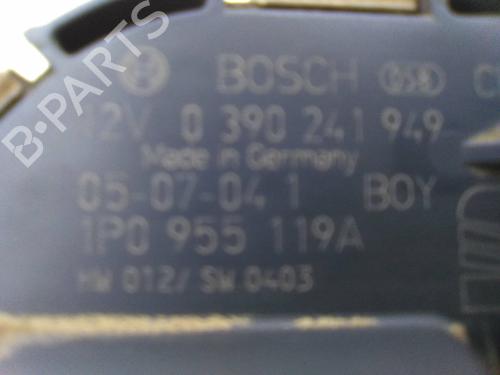 BOSCH GS
12V 0 390 241 949
Made in Germany
05-07-04 1 BOY
1P0 955 119A
HW 012/ SW.0403
B-PARTS